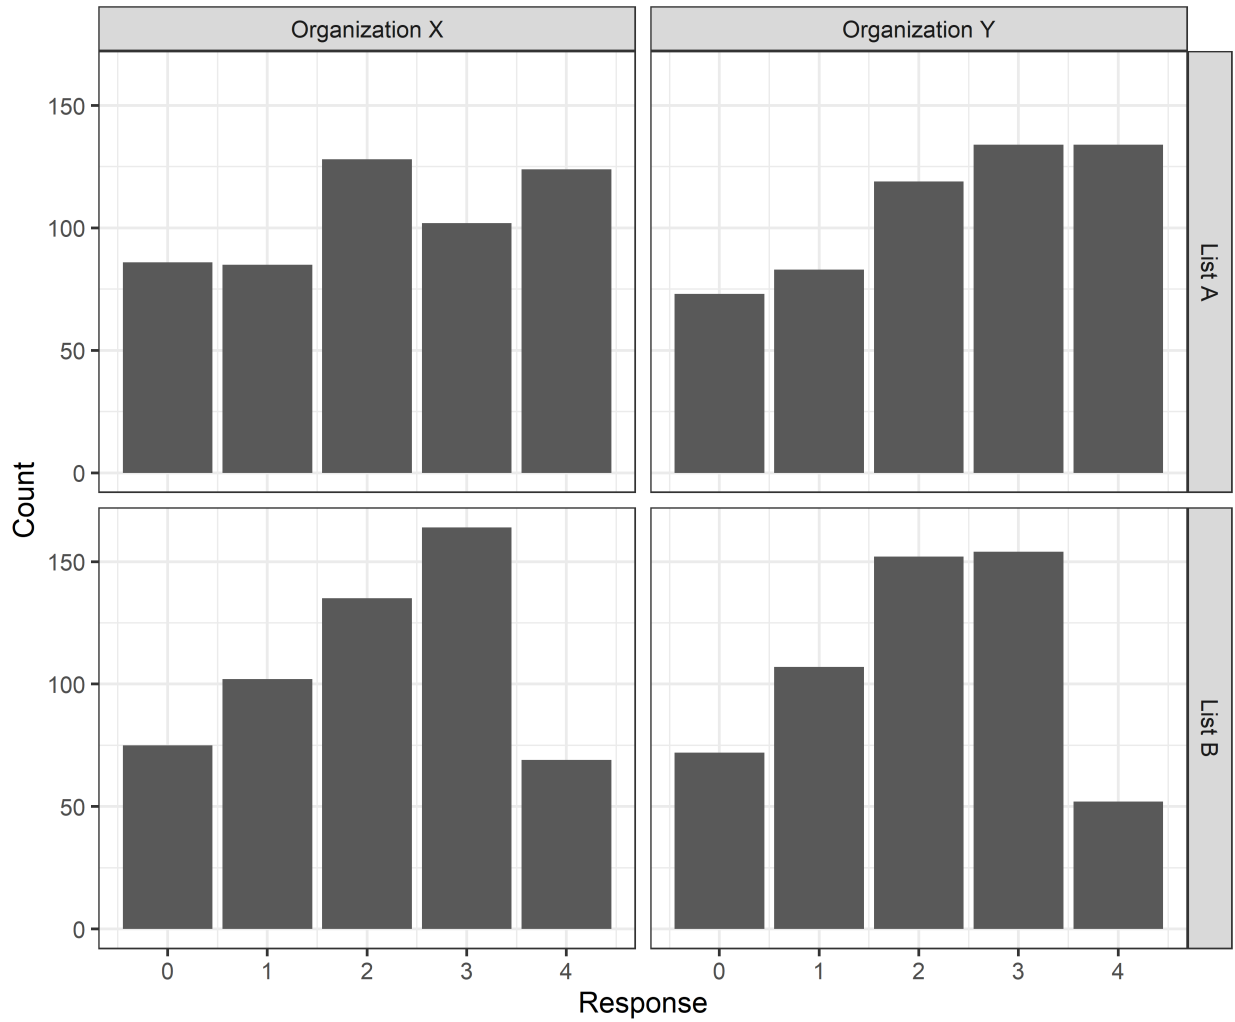 Organization X
Organization Y
150
100
50
0
List A
Count
150
100
50
0
List B
0 1 2 3 4
0 1 2 3 4
Response